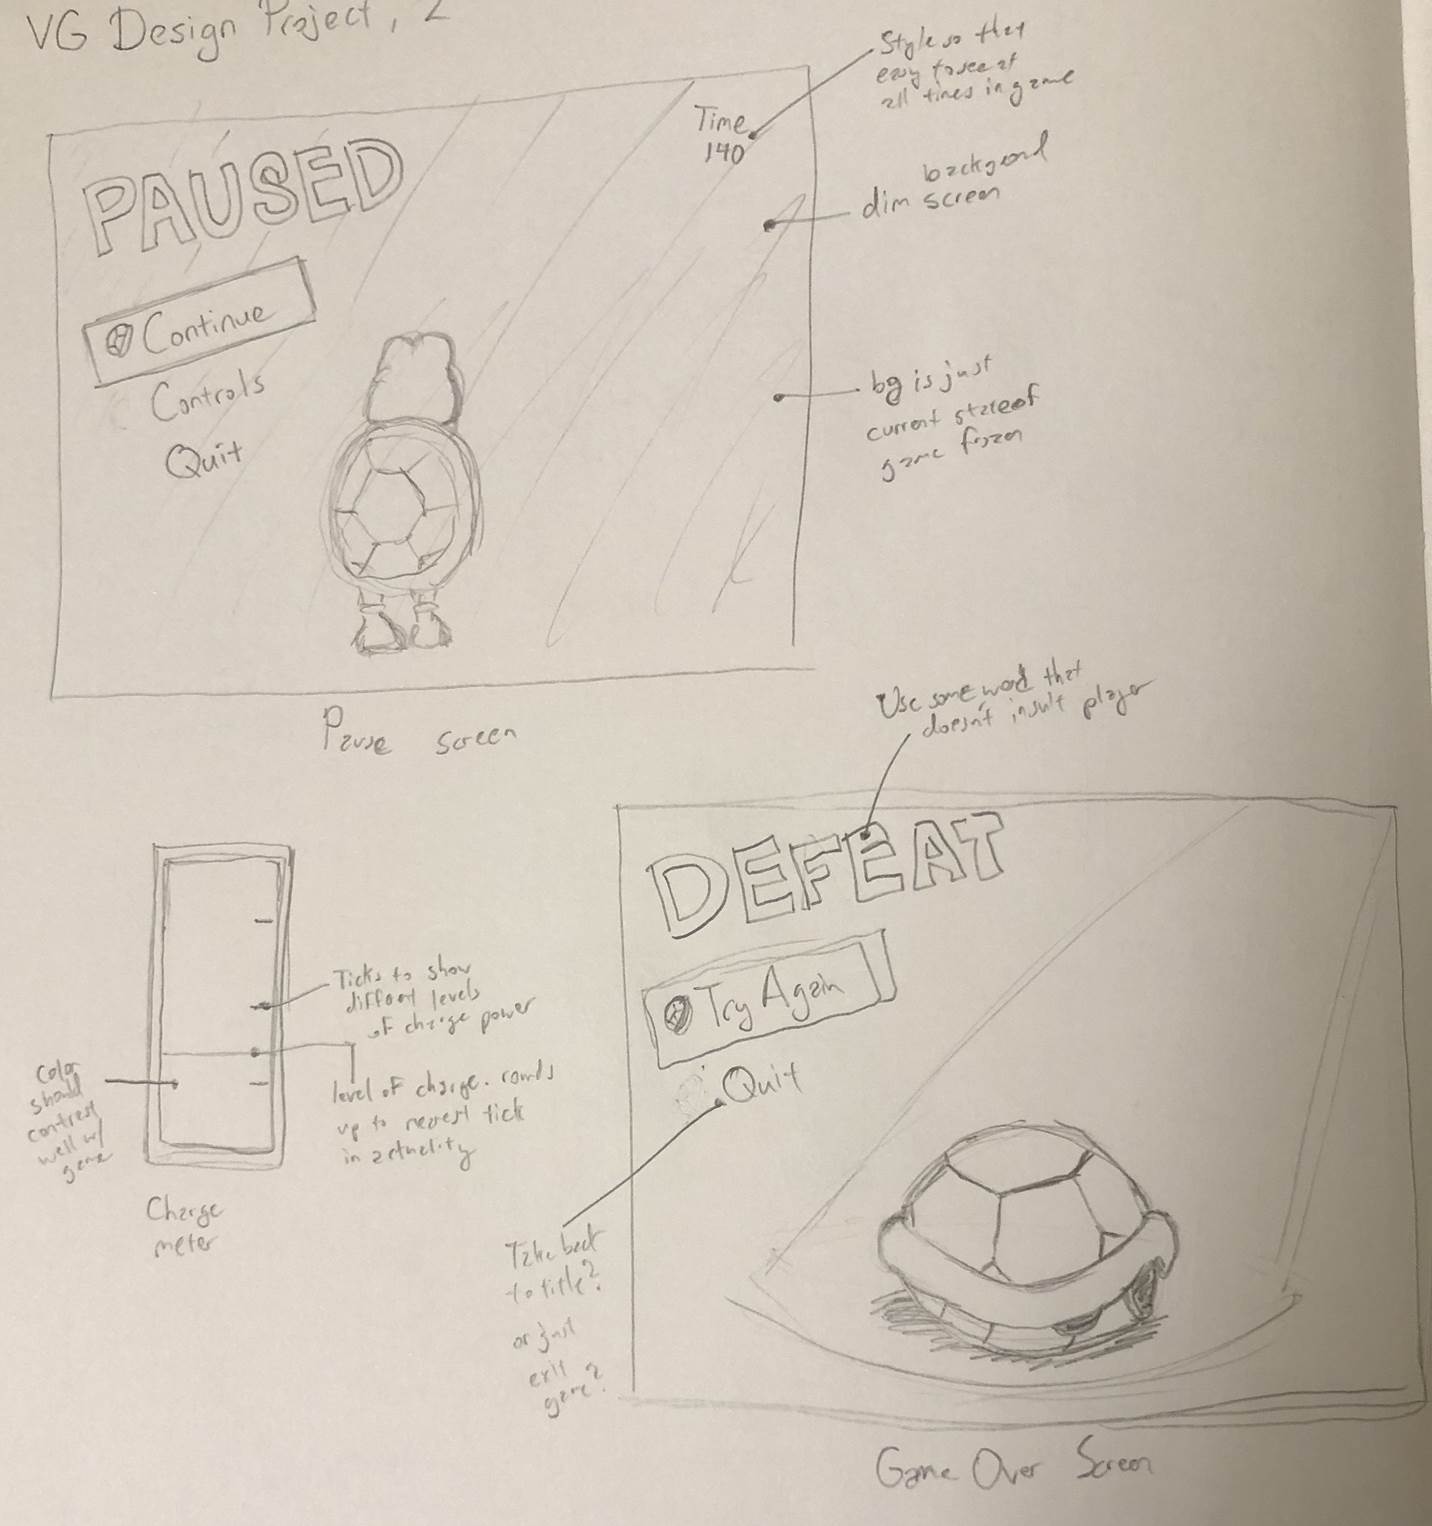 VG Design Project, 2
Style so that
easy to see at
all times in game
Time
140
PAUSED
backgrond
dim screen
Continue
Controls
Quit
bg is just
current state of
game frozen
Pause screen
Use some word that
doesn't insult player
DEFEAT
Try Again
Quit
Ticks to show
different levels
of charge power
level of charge. rounds
up to nearest tick
in actuality
Color
should
contrast
well w/
game
Charge
meter
Take back
to title?
or just
exit
game?
Game Over Screen